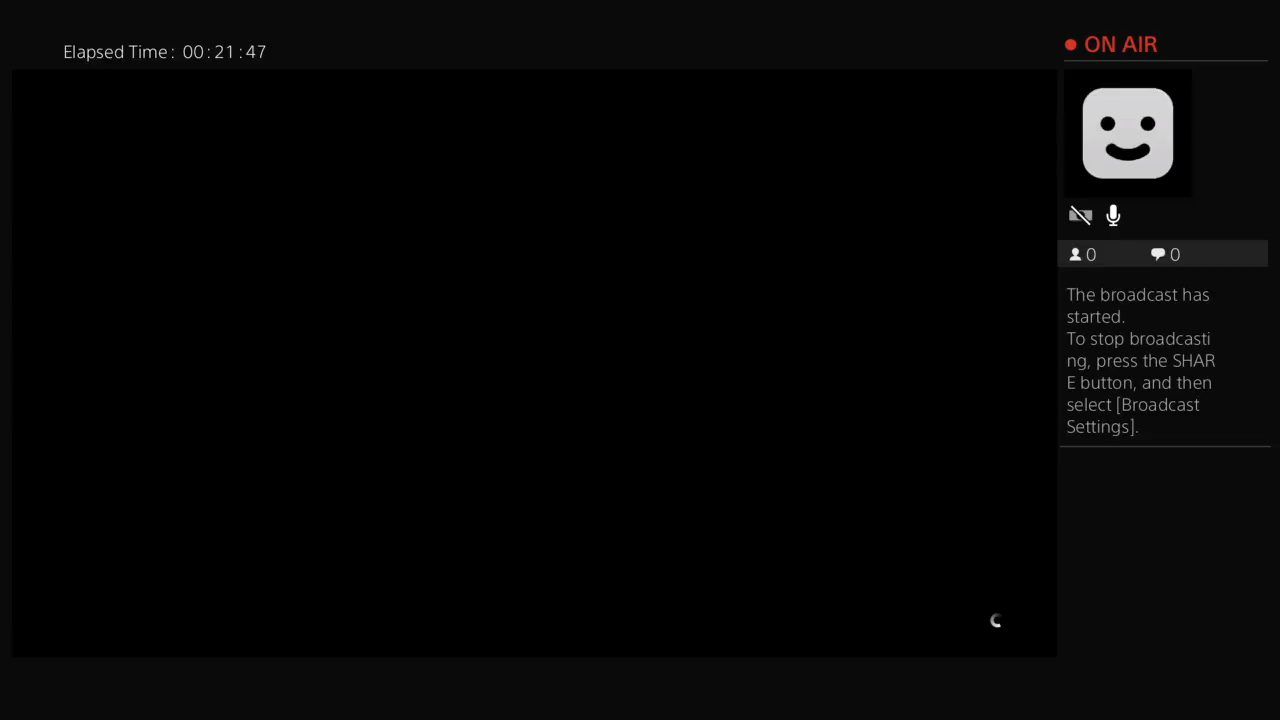 Elapsed Time: 00:21:47
ON AIR
0 0
The broadcast has
started.
To stop broadcasti
ng, press the SHAR
E button, and then
select [Broadcast
Settings].